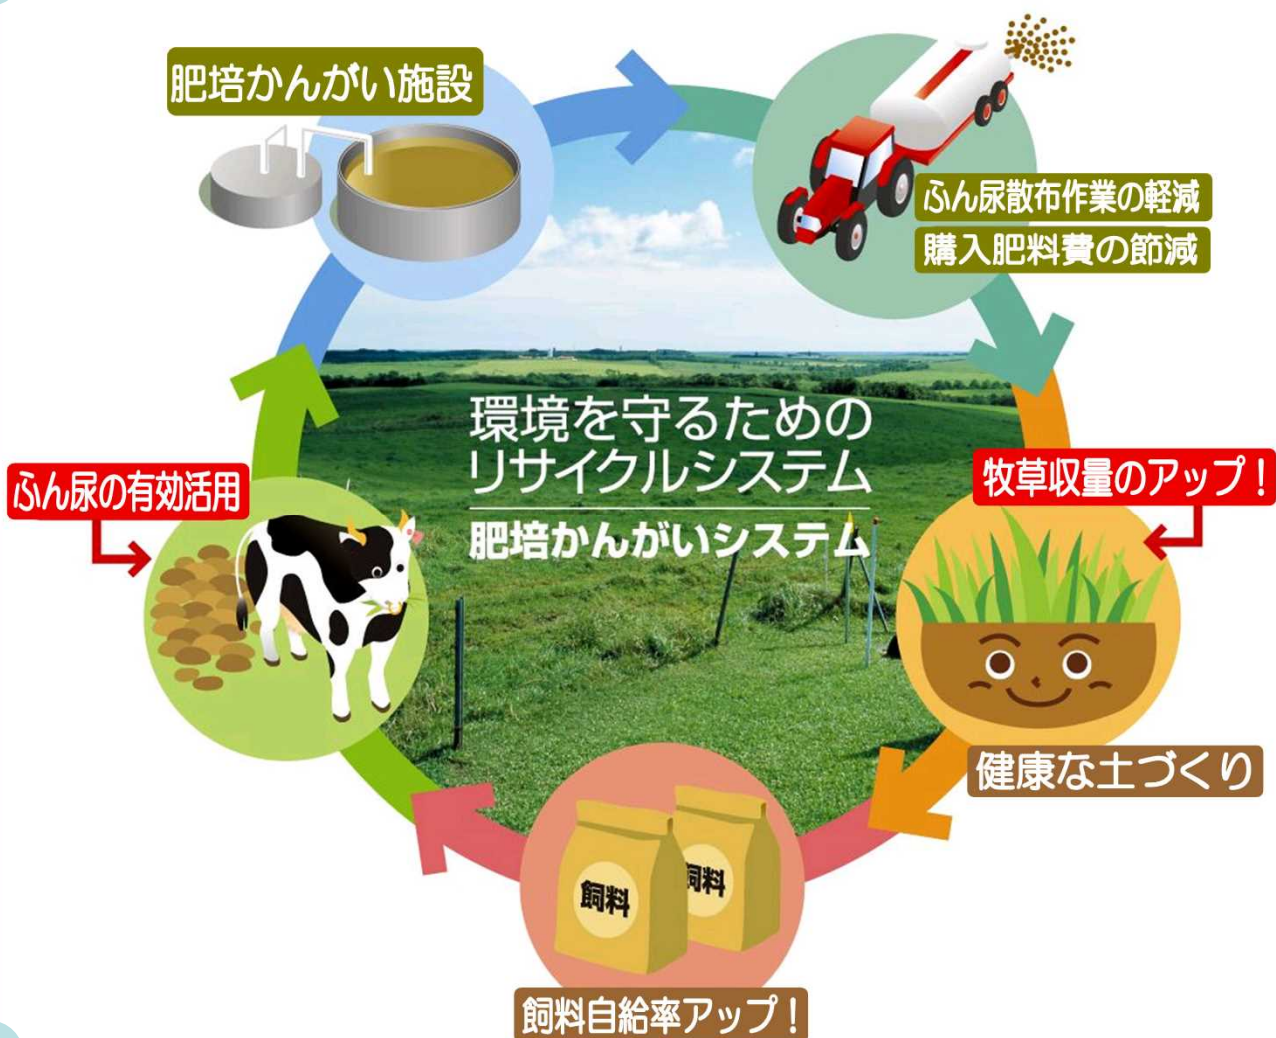 肥培かんがい施設
ふん尿散布作業の軽減
購入肥料費の節減
環境を守るための
リサイクルシステム
肥培かんがいシステム
ふん尿の有効活用
牧草収量のアップ！
健康な土づくり
飼料
飼料
飼料自給率アップ！